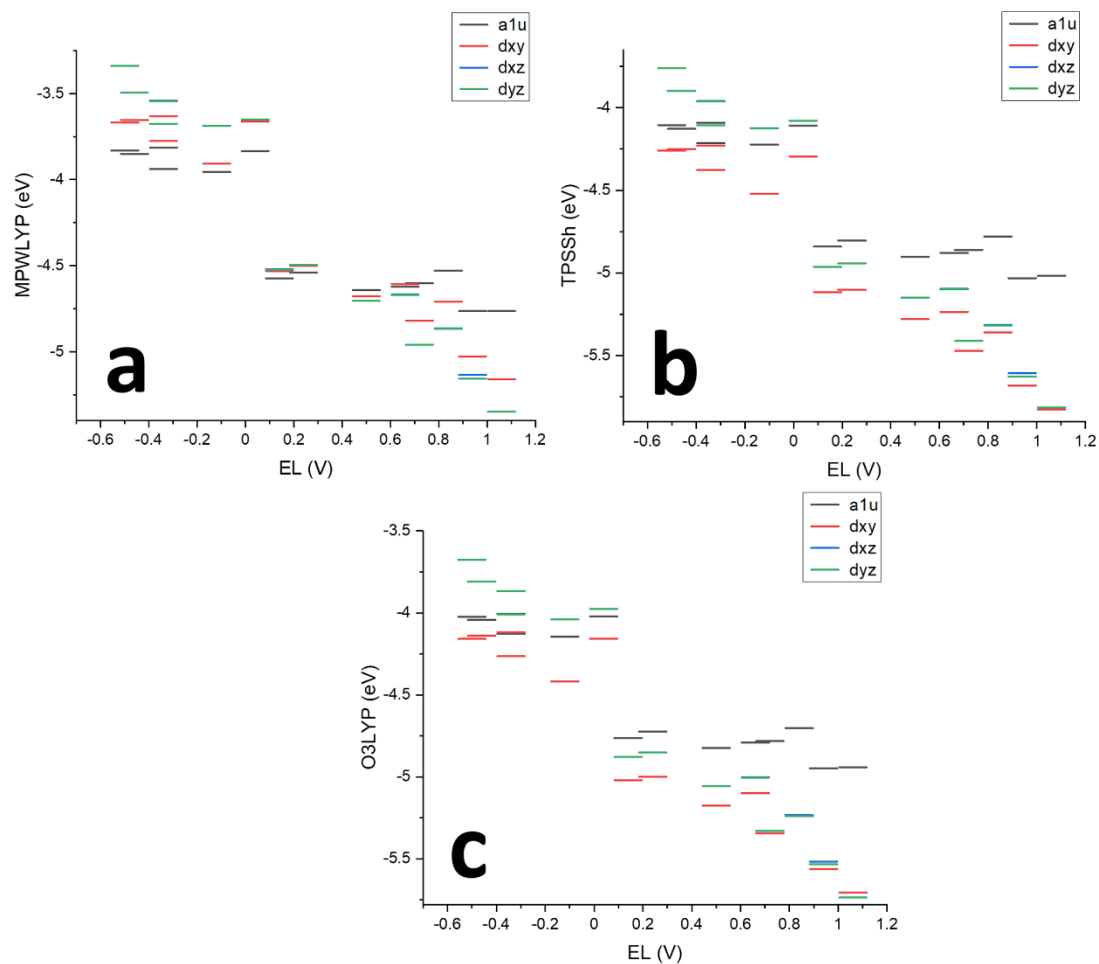 a1u
dxy
dxz
dyz
MPWLYP (eV)
-3.5
-4
-4.5
-5
a
-0.6 -0.4 -0.2 0 0.2 0.4 0.6 0.8 1 1.2
EL (V)
a1u
dxy
dxz
dyz
TPSSh (eV)
-4
-4.5
-5
-5.5
b
-0.6 -0.4 -0.2 0 0.2 0.4 0.6 0.8 1 1.2
EL (V)
a1u
dxy
dxz
dyz
O3LYP (eV)
-3.5
-4
-4.5
-5
-5.5
c
-0.6 -0.4 -0.2 0 0.2 0.4 0.6 0.8 1 1.2
EL (V)